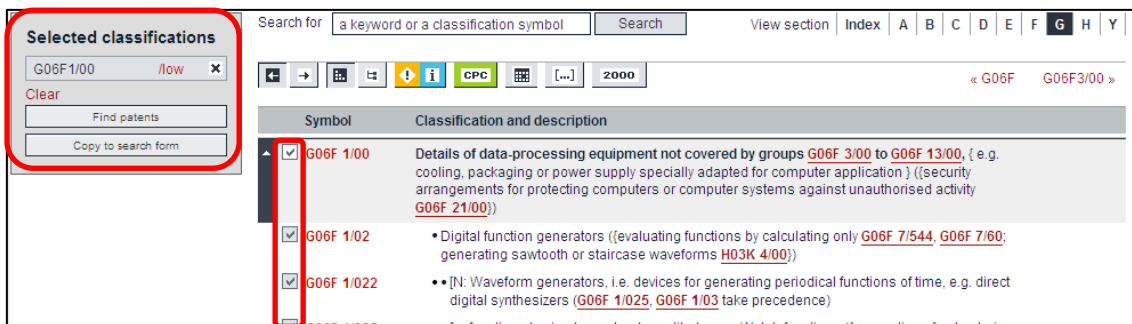 Selected classifications
G06F1/00 /low ×
Clear
Find patents
Copy to search form
Search for a keyword or a classification symbol Search View section Index A B C D E F G H Y
i CPC [...] 2000 « G06F G06F3/00 »
Symbol Classification and description
G06F 1/00 Details of data-processing equipment not covered by groups G06F 3/00 to G06F 13/00, { e.g.
cooling, packaging or power supply specially adapted for computer application } ({security
arrangements for protecting computers or computer systems against unauthorised activity
G06F 21/00})
G06F 1/02 • Digital function generators ({evaluating functions by calculating only G06F 7/544, G06F 7/60;
generating sawtooth or staircase waveforms H03K 4/00})
G06F 1/022 • • [N: Waveform generators, i.e. devices for generating periodical functions of time, e.g. direct
digital synthesizers (G06F 1/025, G06F 1/03 take precedence)